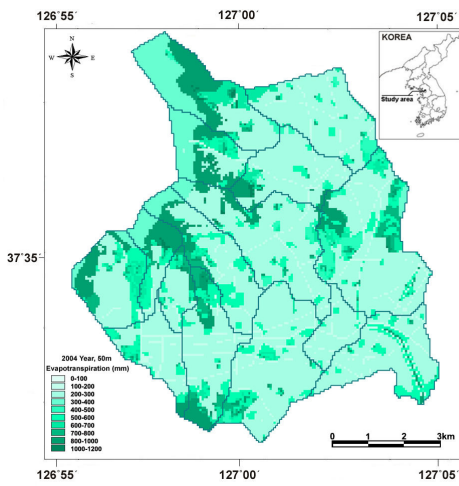 126˚55´ 127˚00´ 127˚05´
N
W E
S
KOREA
Study area
37˚35´
2004 Year, 50m
Evapotranspiration (mm)
0-100
100-200
200-300
300-400
400-500
500-600
600-700
700-800
800-1000
1000-1200
0 1 2 3km
126˚55´ 127˚00´ 127˚05´